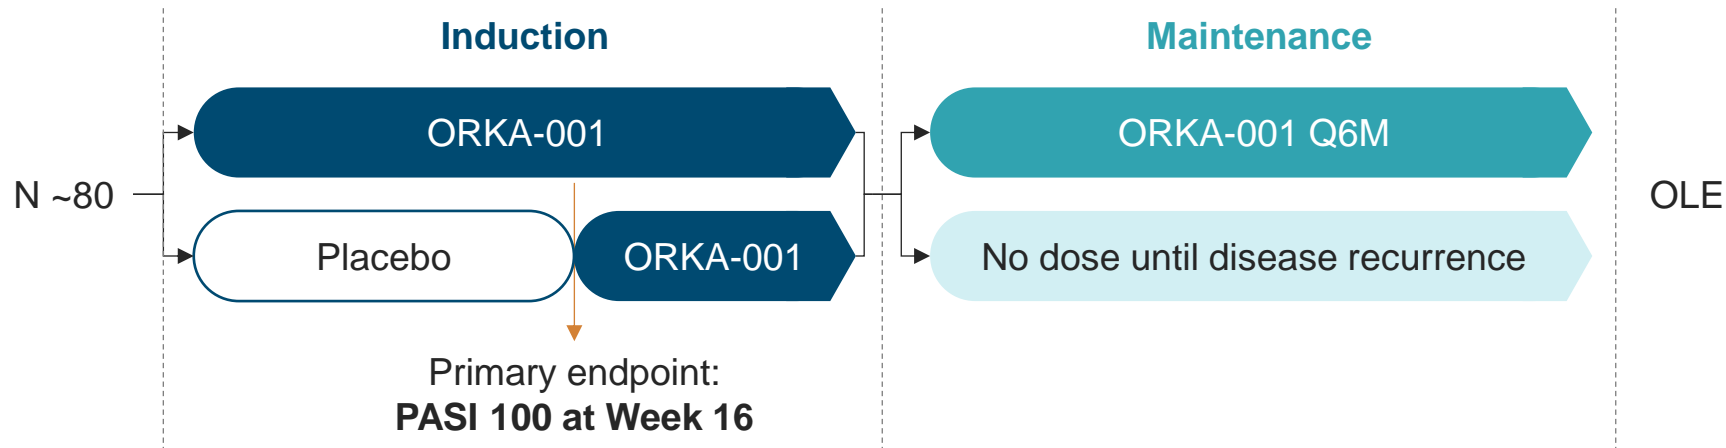 Induction
Maintenance
ORKA-001
ORKA-001 Q6M
N ~80
OLE
Placebo
ORKA-001
No dose until disease recurrence
Primary endpoint:
PASI 100 at Week 16